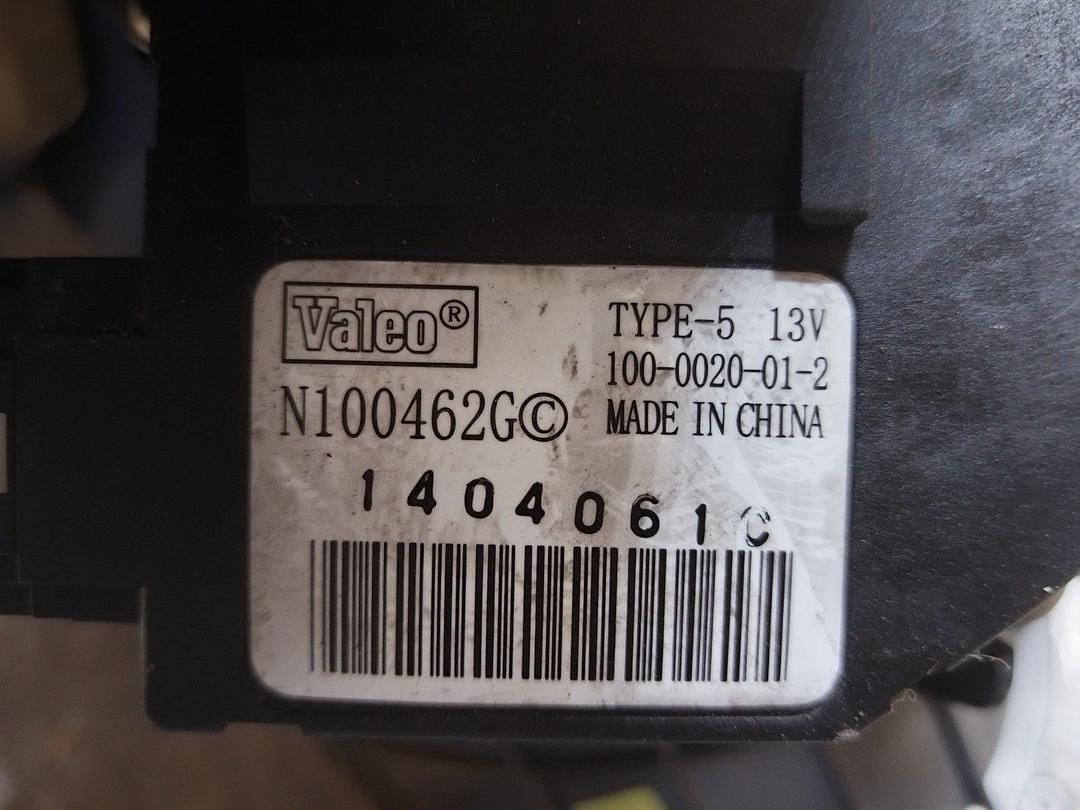 Valeo®
TYPE-5 13V
100-0020-01-2
N100462G©
MADE IN CHINA
1404061C